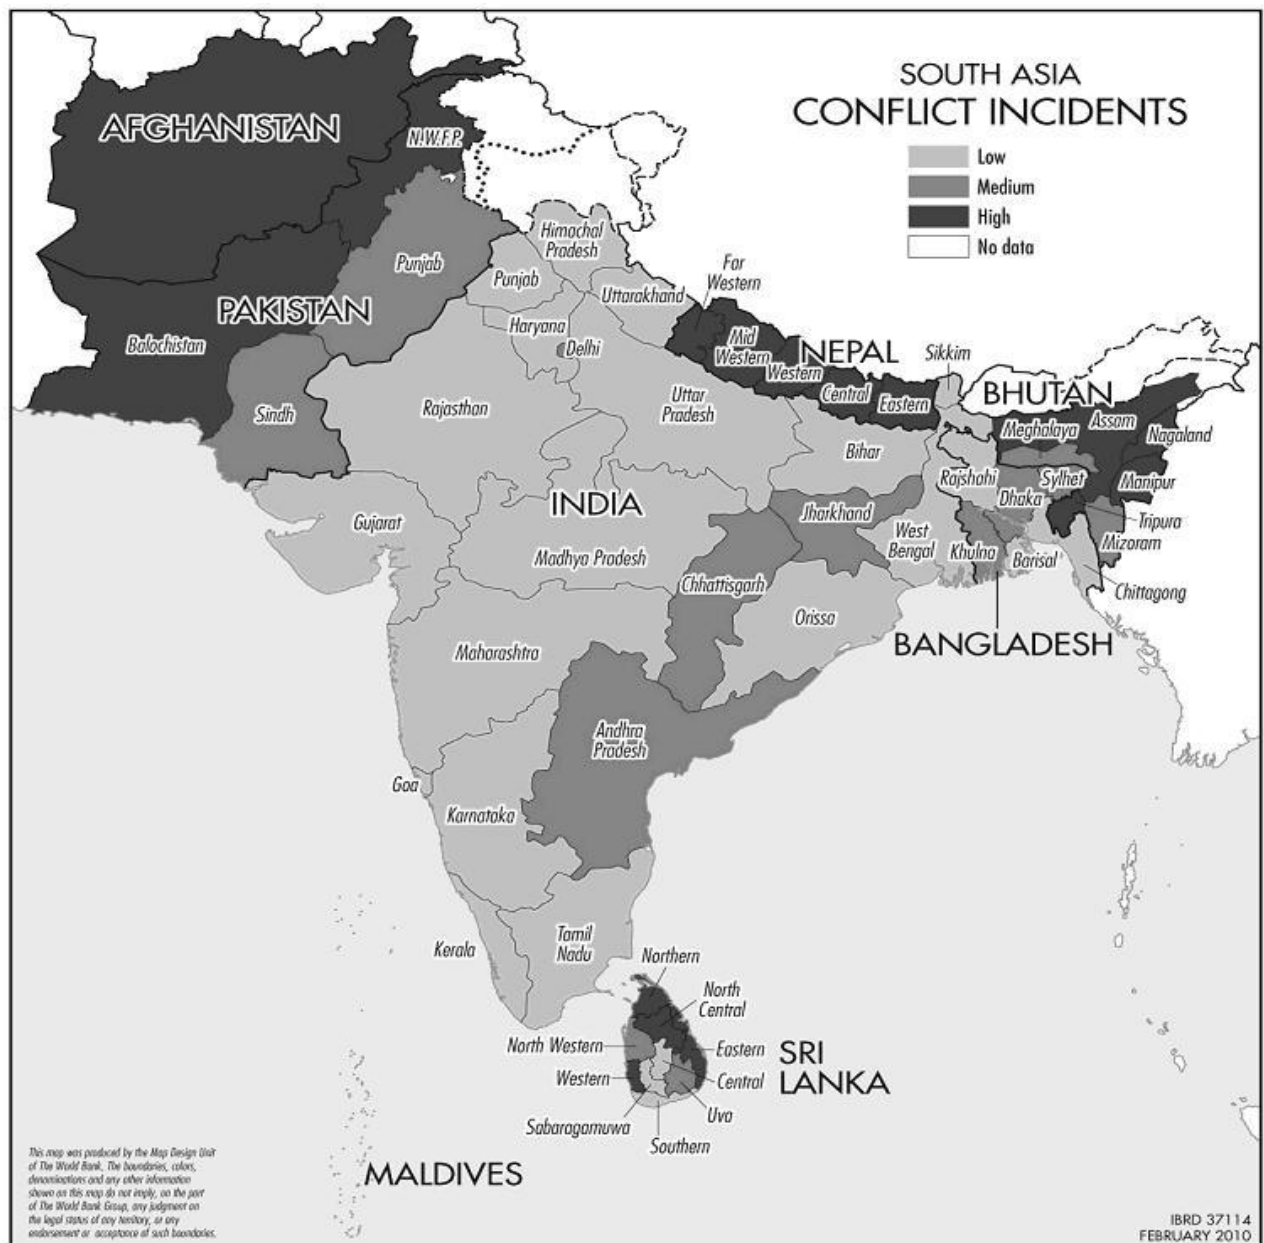 SOUTH ASIA
CONFLICT INCIDENTS
Low
Medium
High
No data
AFGHANISTAN
N.W.F.P.
Punjab
PAKISTAN
Balochistan
Sindh
Himachal
Pradesh
Punjab
Uttarakhand
Haryana
Delhi
Rajasthan
Uttar
Pradesh
Far
Western
Mid
Western
Western
NEPAL
Central
Eastern
Sikkim
BHUTAN
Assam
Meghalaya
Nagaland
Bihar
Rajshahi
Sylhet
Dhaka
Manipur
Tripura
Mizoram
INDIA
Gujarat
Madhya Pradesh
Jharkhand
West
Bengal
Khulna
Barisal
Chittagong
Chhattisgarh
Orissa
BANGLADESH
Maharashtra
Andhra
Pradesh
Goa
Karnataka
Kerala
Tamil
Nadu
Northern
North
Central
North Western
Eastern
SRI
LANKA
Western
Central
Uva
Sabaragamuwa
Southern
MALDIVES
This map was produced by the Map Design Unit
of The World Bank. The boundaries, colors,
denominations and any other information
shown on this map do not imply, on the part
of The World Bank Group, any judgment on
the legal status of any territory, or any
endorsement or acceptance of such boundaries.
IBRD 37114
FEBRUARY 2010